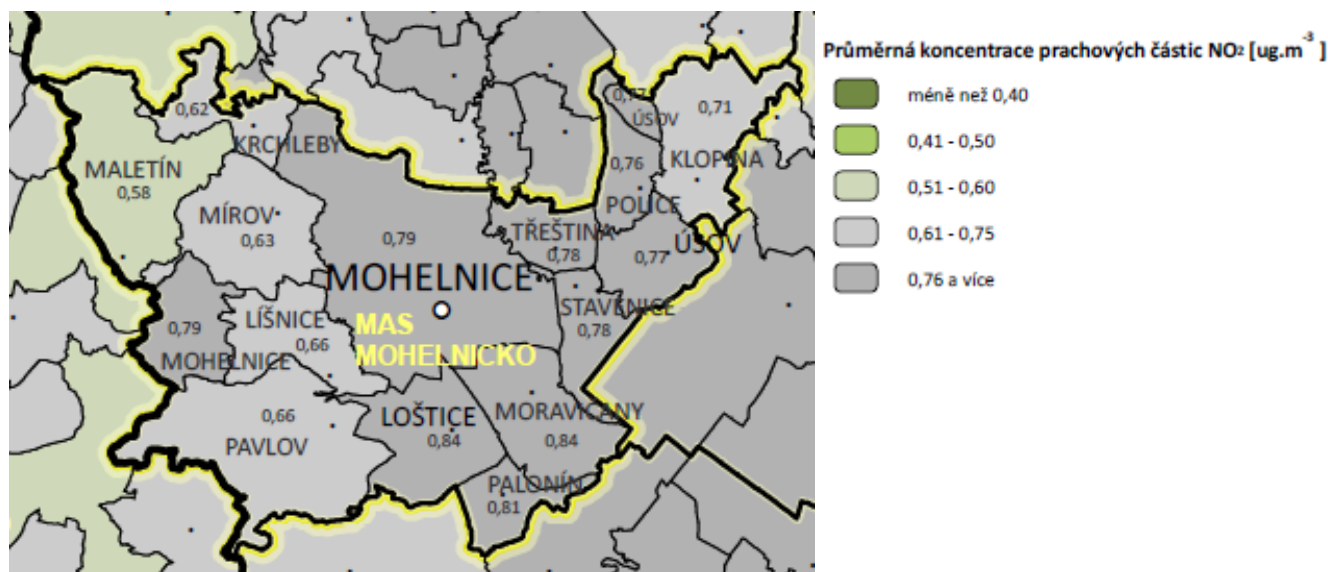 Průměrná koncentrace prachových částic NO2 [ug.m-3 ]
méně než 0,40
0,41 - 0,50
0,51 - 0,60
0,61 - 0,75
0,76 a více
0,62
KRCHLEBY
MALETÍN
0,58
MÍROV
0,63
0,79
MOHELNICE
MAS
MOHELNICKO
0,77
ÚSOV
0,71
0,76
KLOPINA
POLICE
TŘEŠTINA
0,78
0,77
ÚSOV
STAVENICE
0,78
0,79
MOHELNICE
LÍŠNICE
0,66
0,66
PAVLOV
LOŠTICE
0,84
MORAVIČANY
0,84
PALONÍN
0,81